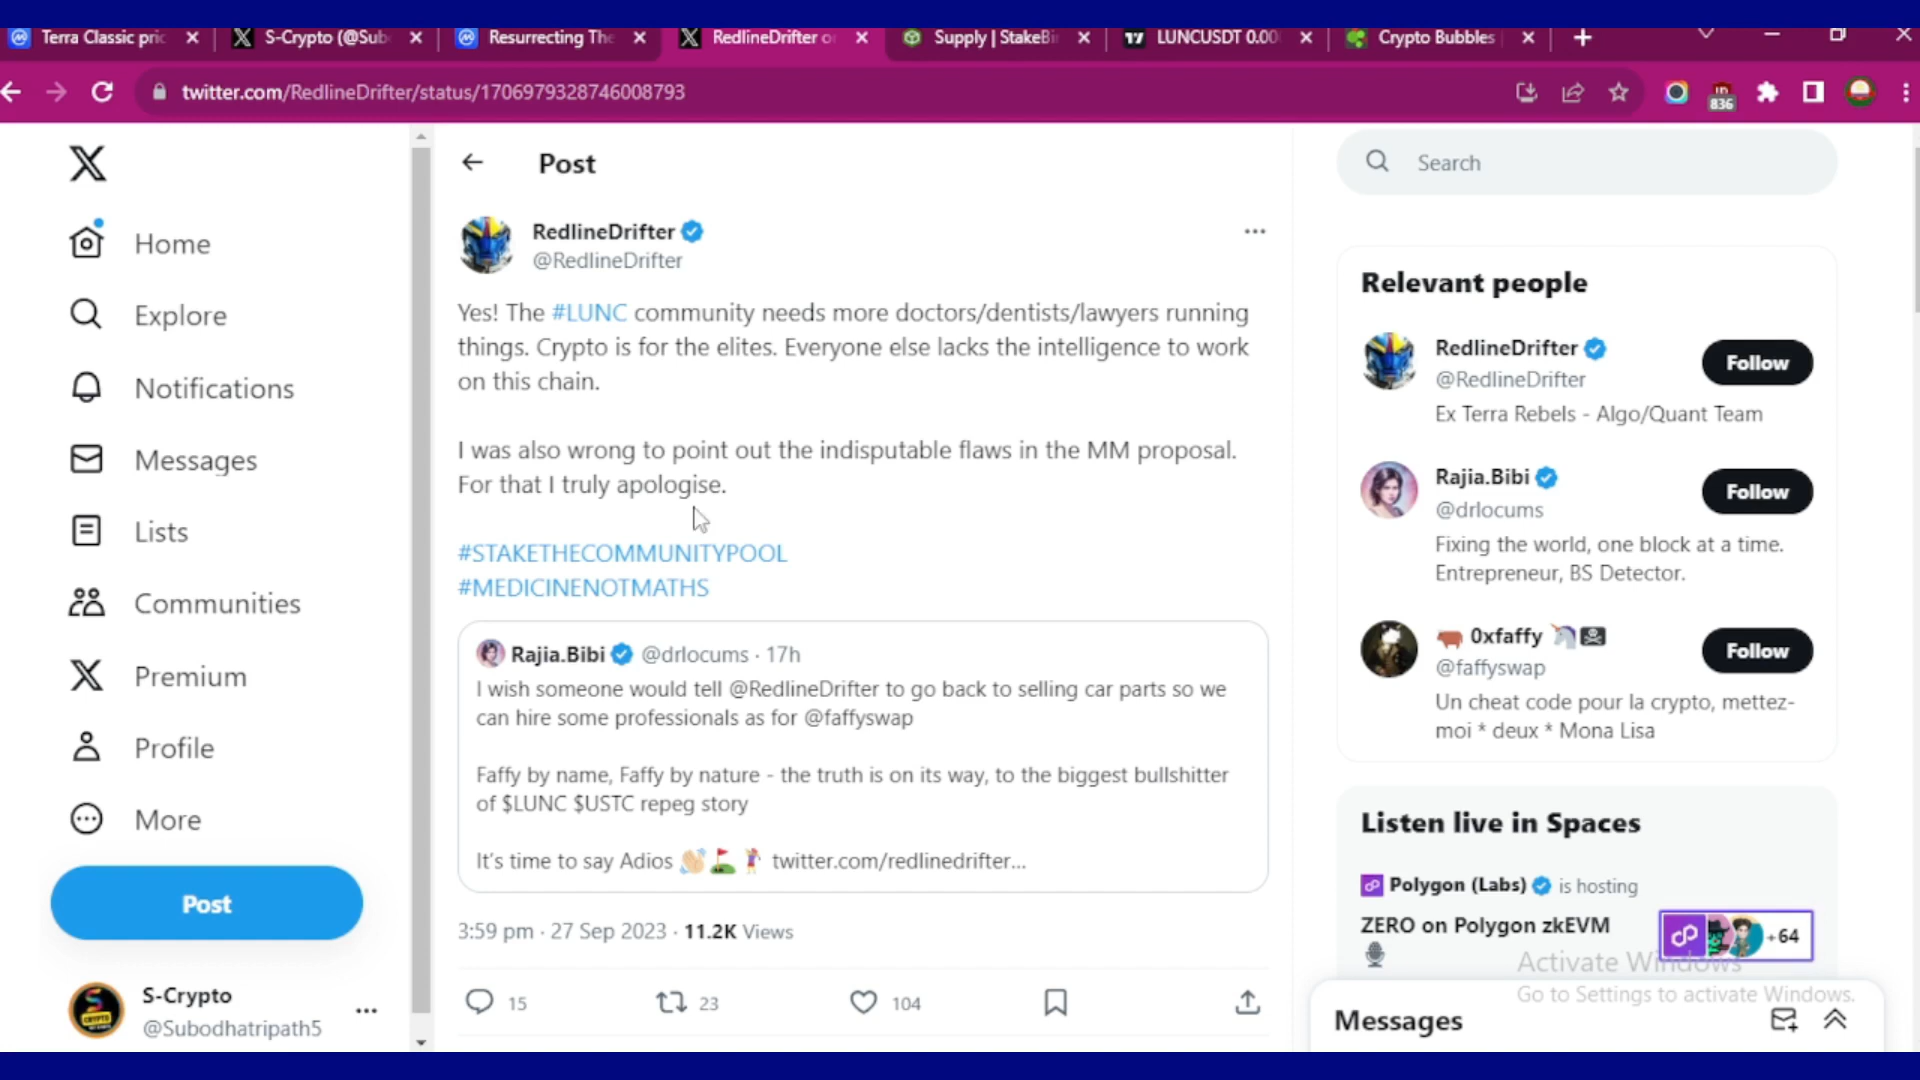 Terra Classic pric
S-Crypto (@Sub
Resurrecting The
RedlineDrifter o
Supply | StakeBi
LUNCUSDT 0.00
Crypto Bubbles
twitter.com/RedlineDrifter/status/1706979328746008793
836
Home
Explore
Notifications
Messages
Lists
Communities
Premium
Profile
More
Post
S-Crypto
@Subodhatripath5
Post
RedlineDrifter
@RedlineDrifter
Yes! The #LUNC community needs more doctors/dentists/lawyers running
things. Crypto is for the elites. Everyone else lacks the intelligence to work
on this chain.
I was also wrong to point out the indisputable flaws in the MM proposal.
For that I truly apologise.
#STAKETHECOMMUNITYPOOL
#MEDICINENOTMATHS
Rajia.Bibi @drlocums · 17h
I wish someone would tell @RedlineDrifter to go back to selling car parts so we
can hire some professionals as for @faffyswap
Faffy by name, Faffy by nature - the truth is on its way, to the biggest bullshitter
of $LUNC $USTC repeg story
It's time to say Adios 👋🏻⛳🧍‍♀️ twitter.com/redlinedrifter...
3:59 pm · 27 Sep 2023 · 11.2K Views
15
23
104
Search
Relevant people
RedlineDrifter
@RedlineDrifter
Follow
Ex Terra Rebels - Algo/Quant Team
Rajia.Bibi
@drlocums
Follow
Fixing the world, one block at a time.
Entrepreneur, BS Detector.
0xfaffy
@faffyswap
Follow
Un cheat code pour la crypto, mettez-
moi * deux * Mona Lisa
Listen live in Spaces
Polygon (Labs) is hosting
ZERO on Polygon zkEVM
+64
Activate Windows
Go to Settings to activate Windows.
Messages